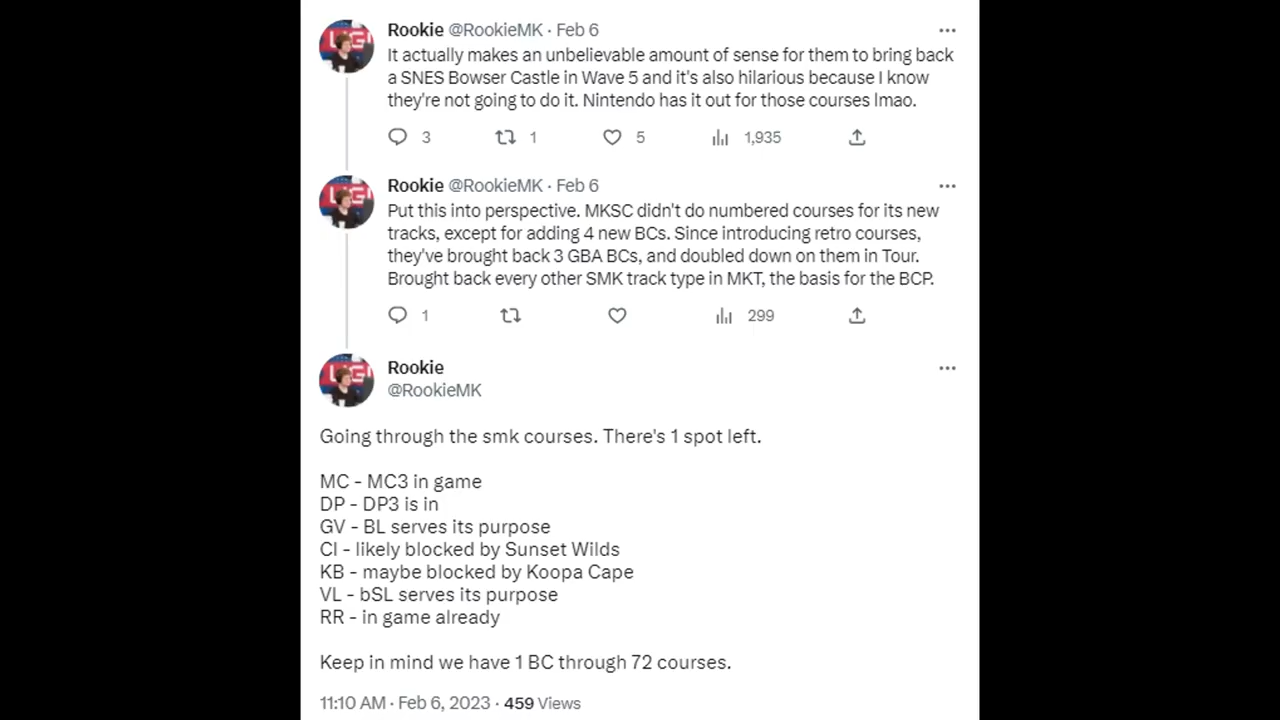 Rookie @RookieMK · Feb 6
It actually makes an unbelievable amount of sense for them to bring back
a SNES Bowser Castle in Wave 5 and it's also hilarious because I know
they're not going to do it. Nintendo has it out for those courses lmao.
3 1 5 1,935
Rookie @RookieMK · Feb 6
Put this into perspective. MKSC didn't do numbered courses for its new
tracks, except for adding 4 new BCs. Since introducing retro courses,
they've brought back 3 GBA BCs, and doubled down on them in Tour.
Brought back every other SMK track type in MKT, the basis for the BCP.
1 299
Rookie
@RookieMK
Going through the smk courses. There's 1 spot left.
MC - MC3 in game
DP - DP3 is in
GV - BL serves its purpose
CI - likely blocked by Sunset Wilds
KB - maybe blocked by Koopa Cape
VL - bSL serves its purpose
RR - in game already
Keep in mind we have 1 BC through 72 courses.
11:10 AM · Feb 6, 2023 · 459 Views